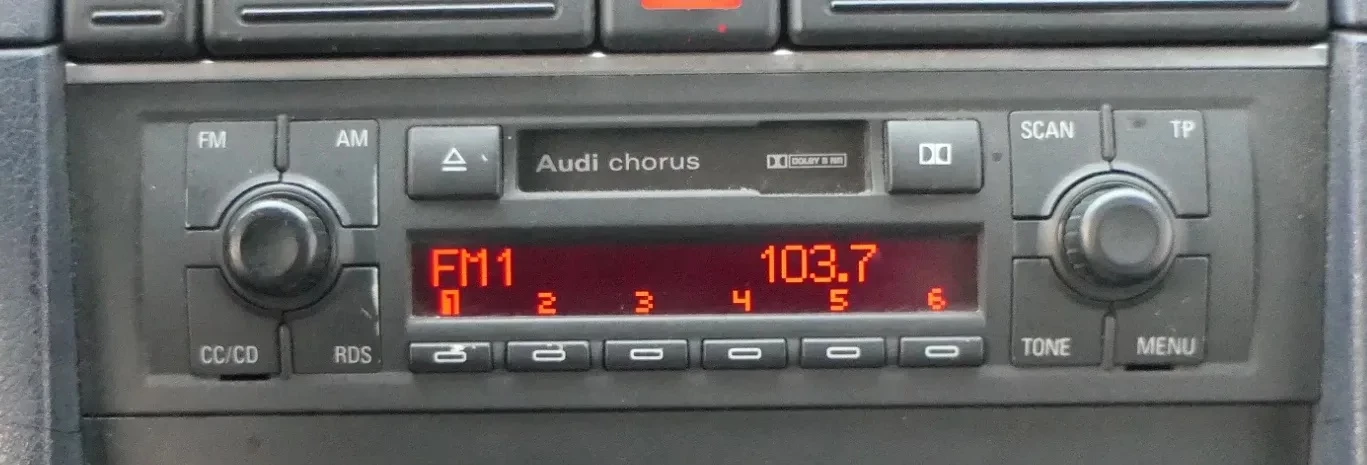 FM AM
Audi chorus
DOLBY B NR
SCAN TP
FM1 103.7
1 2 3 4 5 6
CC/CD RDS
TONE MENU